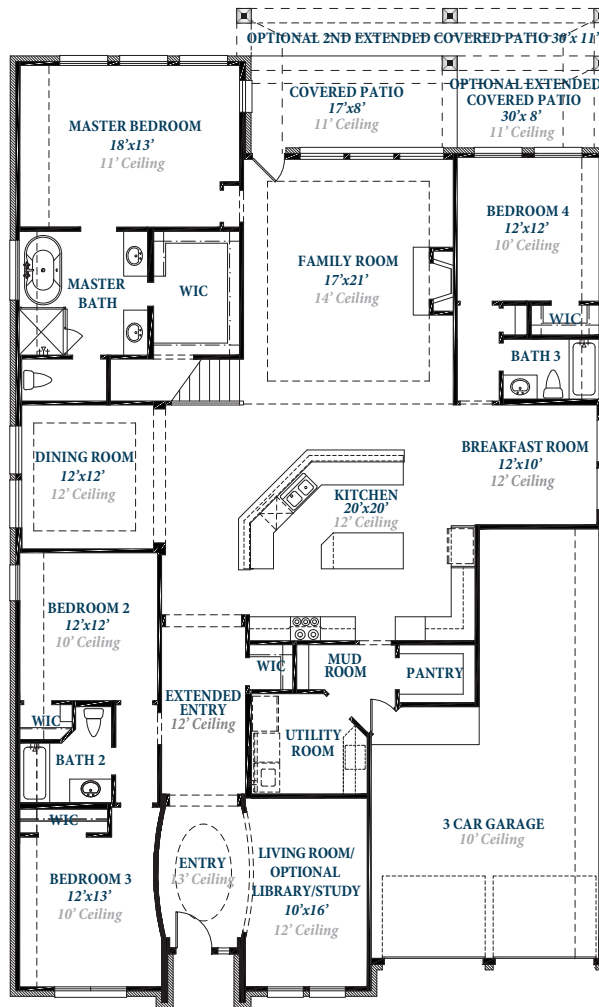 OPTIONAL 2ND EXTENDED COVERED PATIO 30'x 11'
COVERED PATIO
17'x8'
11' Ceiling
OPTIONAL EXTENDED
COVERED PATIO
30'x 8'
11' Ceiling
MASTER BEDROOM
18'x13'
11' Ceiling
BEDROOM 4
12'x12'
10' Ceiling
FAMILY ROOM
17'x21'
14' Ceiling
MASTER
BATH
WIC
WIC
BATH 3
DINING ROOM
12'x12'
12' Ceiling
BREAKFAST ROOM
12'x10'
12' Ceiling
KITCHEN
20'x20'
12' Ceiling
BEDROOM 2
12'x12'
10' Ceiling
WIC
MUD
ROOM
PANTRY
EXTENDED
ENTRY
12' Ceiling
WIC
UTILITY
ROOM
BATH 2
WIC
3 CAR GARAGE
10' Ceiling
ENTRY
13' Ceiling
LIVING ROOM/
OPTIONAL
LIBRARY/STUDY
10'x16'
12' Ceiling
BEDROOM 3
12'x13'
10' Ceiling